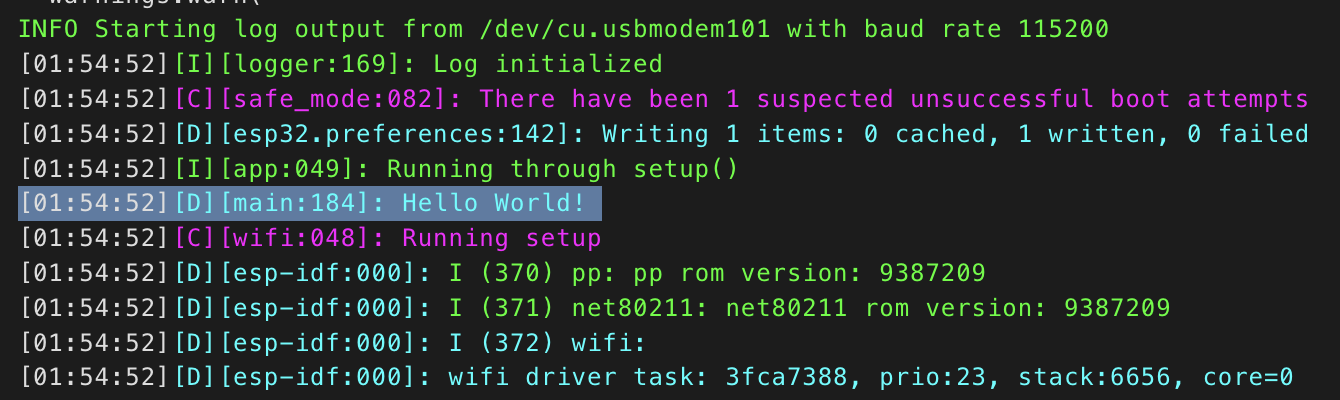 warnings.warn(
INFO Starting log output from /dev/cu.usbmodem101 with baud rate 115200
[01:54:52][I][logger:169]: Log initialized
[01:54:52][C][safe_mode:082]: There have been 1 suspected unsuccessful boot attempts
[01:54:52][D][esp32.preferences:142]: Writing 1 items: 0 cached, 1 written, 0 failed
[01:54:52][I][app:049]: Running through setup()
[01:54:52][D][main:184]: Hello World!
[01:54:52][C][wifi:048]: Running setup
[01:54:52][D][esp-idf:000]: I (370) pp: pp rom version: 9387209
[01:54:52][D][esp-idf:000]: I (371) net80211: net80211 rom version: 9387209
[01:54:52][D][esp-idf:000]: I (372) wifi:
[01:54:52][D][esp-idf:000]: wifi driver task: 3fca7388, prio:23, stack:6656, core=0